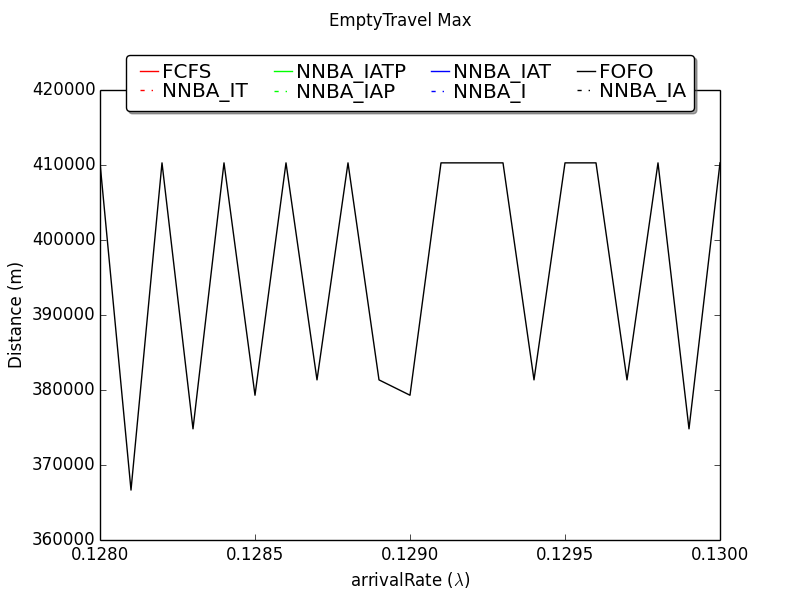 EmptyTravel Max
FCFS NNBA_IATP NNBA_IAT FOFO
NNBA_IT NNBA_IAP NNBA_I NNBA_IA
420000
410000
400000
390000
380000
370000
360000
Distance (m)
0.1280 0.1285 0.1290 0.1295 0.1300
arrivalRate (λ)